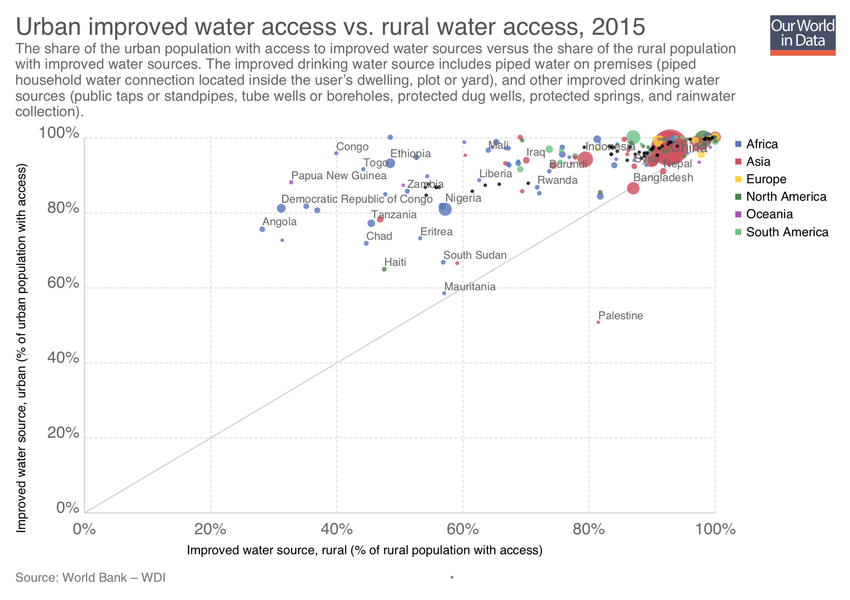 Urban improved water access vs. rural water access, 2015
Our World
in Data
The share of the urban population with access to improved water sources versus the share of the rural population
with improved water sources. The improved drinking water source includes piped water on premises (piped
household water connection located inside the user's dwelling, plot or yard), and other improved drinking water
sources (public taps or standpipes, tube wells or boreholes, protected dug wells, protected springs, and rainwater
collection).
100%
80%
60%
40%
20%
0%
Improved water source, urban (% of urban population with access)
Congo
Mali
Indonesia
China
Ethiopia
Iraq
Togo
Burundi
Nepal
Papua New Guinea
Zambia
Liberia
Rwanda
Bangladesh
Democratic Republic of Congo
Nigeria
Tanzania
Angola
Chad
Eritrea
South Sudan
Haiti
Mauritania
Palestine
Africa
Asia
Europe
North America
Oceania
South America
0%
20%
40%
60%
80%
100%
Improved water source, rural (% of rural population with access)
Source: World Bank – WDI